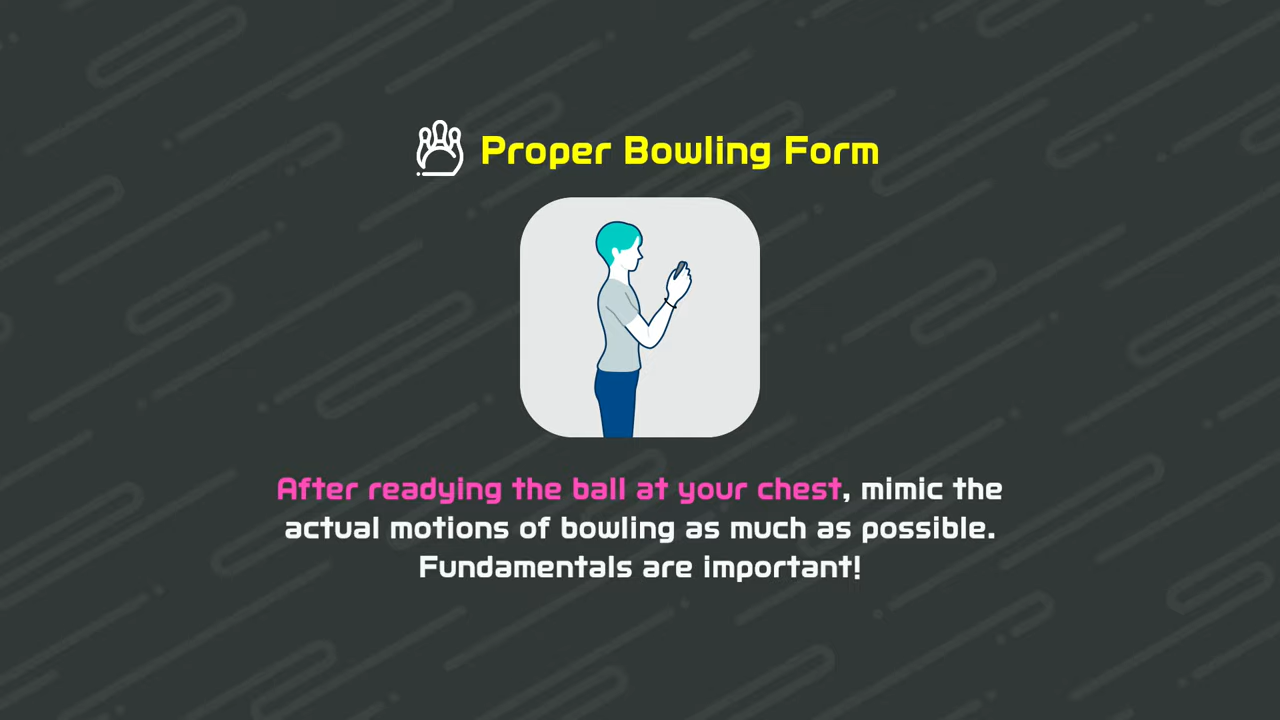 Proper Bowling Form
After readying the ball at your chest, mimic the
actual motions of bowling as much as possible.
Fundamentals are important!